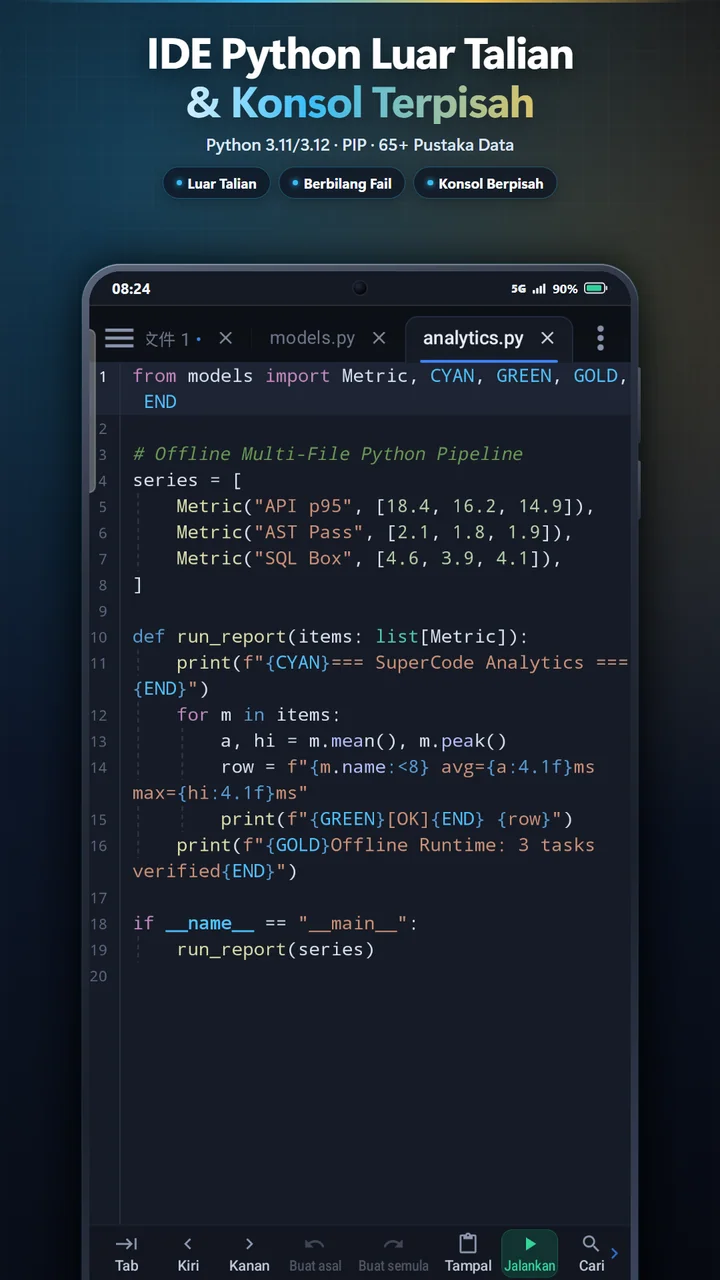 IDE Python Luar Talian
& Konsol Terpisah
Python 3.11/3.12 · PIP · 65+ Pustaka Data
Luar Talian
Berbilang Fail
Konsol Berpisah
08:24
5G 90%
文件 1 •
models.py
analytics.py
1 from models import Metric, CYAN, GREEN, GOLD,
END
2
3 # Offline Multi-File Python Pipeline
4 series = [
5     Metric("API p95", [18.4, 16.2, 14.9]),
6     Metric("AST Pass", [2.1, 1.8, 1.9]),
7     Metric("SQL Box", [4.6, 3.9, 4.1]),
8 ]
9
10 def run_report(items: list[Metric]):
11     print(f"{CYAN}=== SuperCode Analytics ===
{END}")
12     for m in items:
13         a, hi = m.mean(), m.peak()
14         row = f"{m.name:<8} avg={a:4.1f}ms
max={hi:4.1f}ms"
15         print(f"{GREEN}[OK]{END} {row}")
16     print(f"{GOLD}Offline Runtime: 3 tasks
verified{END}")
17
18 if __name__ == "__main__":
19     run_report(series)
20
Tab
Kiri
Kanan
Buat asal
Buat semula
Tampal
Jalankan
Cari